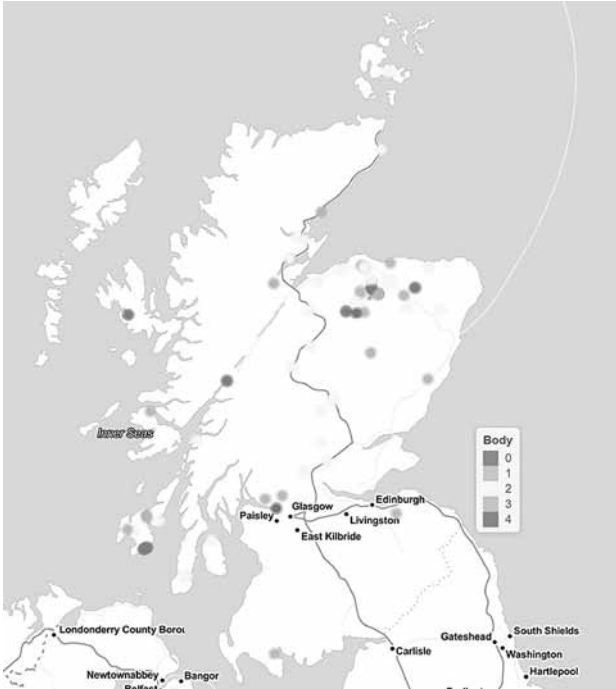 Inner Seas
Body
0
1
2
3
4
Edinburgh
Glasgow
Paisley
Livingston
East Kilbride
Londonderry County Borou
South Shields
Gateshead
Washington
Carlisle
Newtownabbey
Bangor
Hartlepool
Belfast